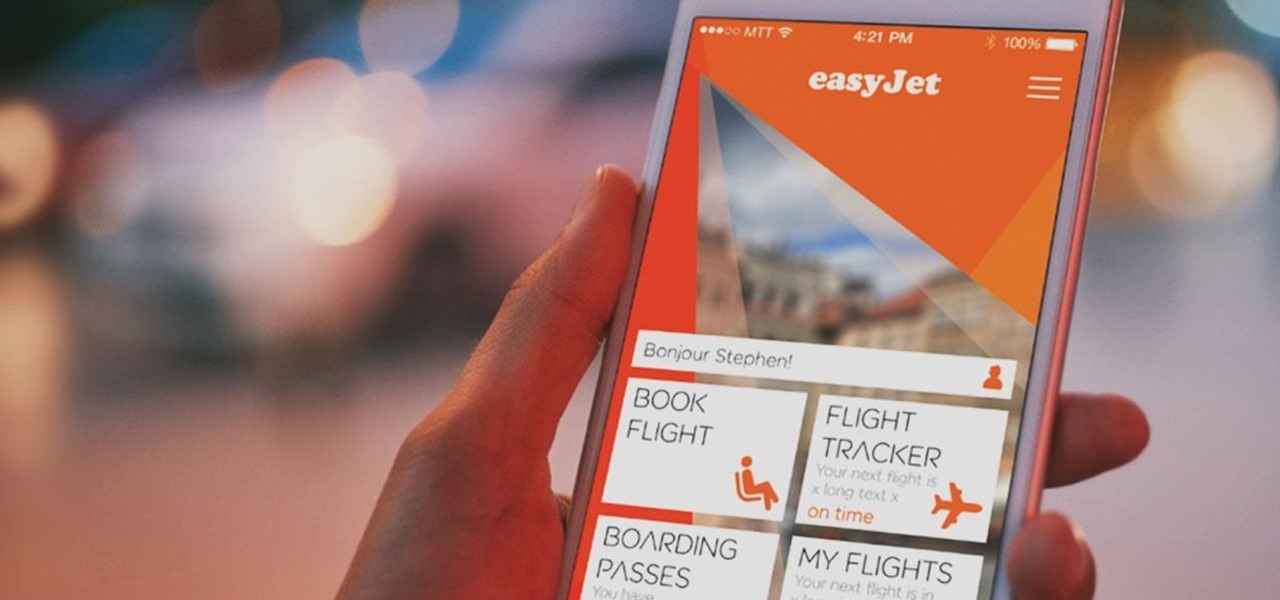 MTT
4:21 PM
100%
easyJet
Bonjour Stephen!
BOOK
FLIGHT
FLIGHT
TRACKER
Your next flight is
x long text x
on time
BOARDING
PASSES
You have
MY FLIGHTS
Your next flight is in